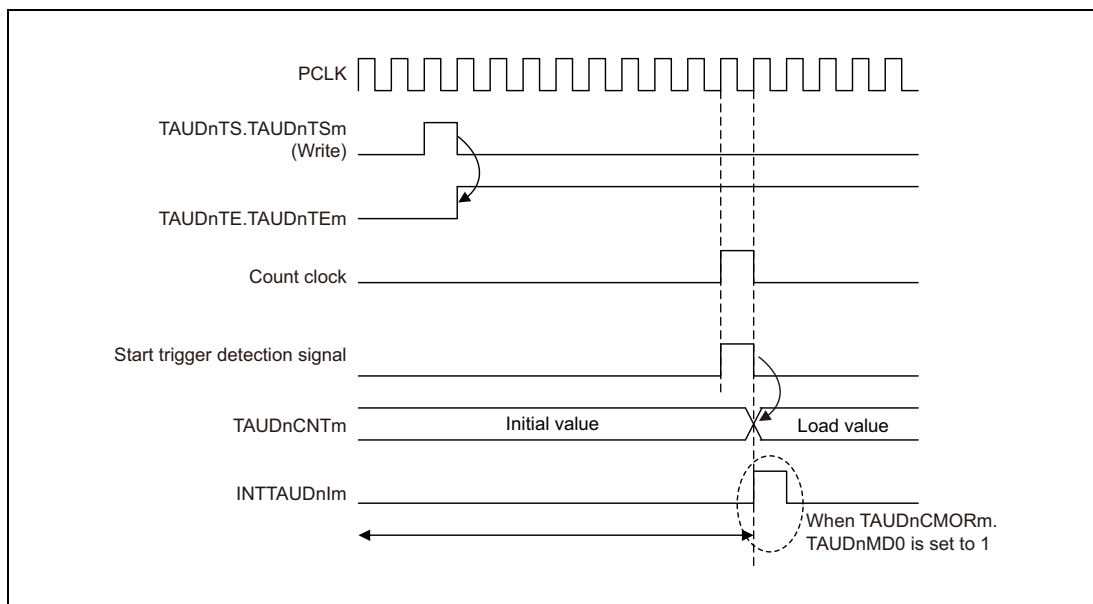 PCLK
TAUDnTS.TAUDnTSm
(Write)
TAUDnTE.TAUDnTEm
Count clock
Start trigger detection signal
TAUDnCNTm
Initial value
Load value
INTTAUDnIm
When TAUDnCMORm.
TAUDnMD0 is set to 1